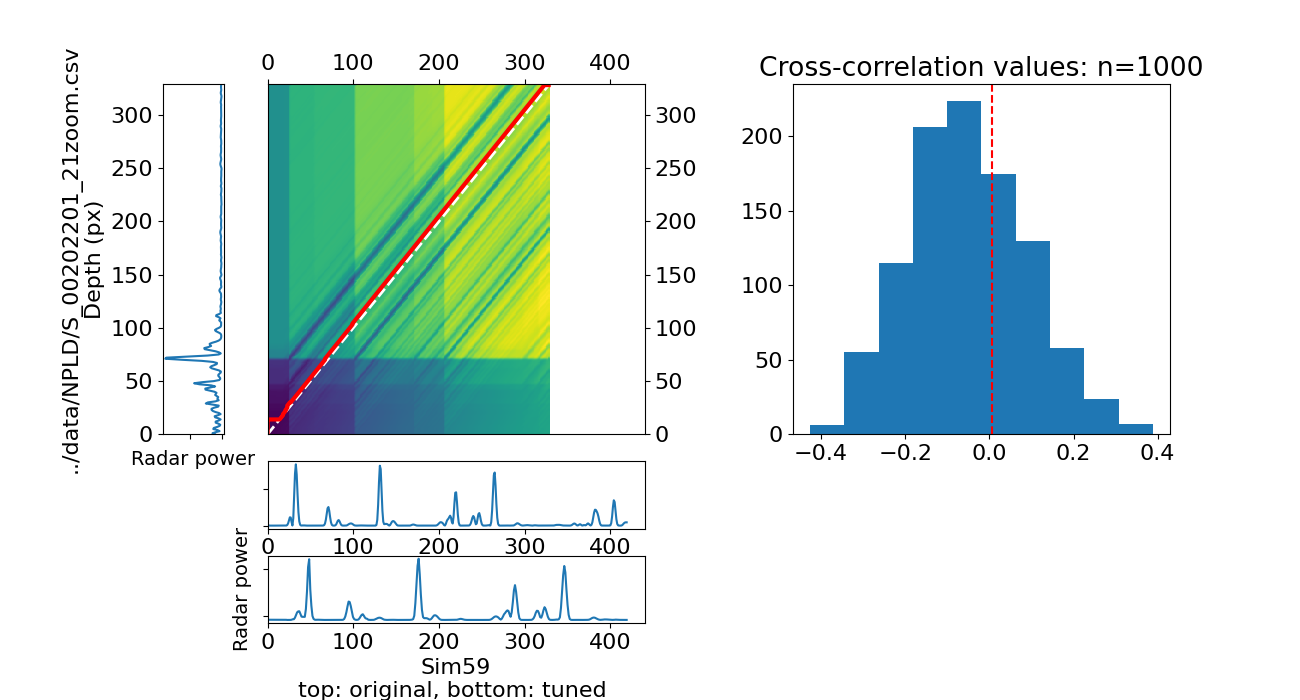 0 100 200 300 400
Cross-correlation values: n=1000
../data/NPLD/S_00202201_21zoom.csv
Depth (px)
300
250
200
150
100
50
0
300
250
200
150
100
50
0
200
150
100
50
0
−0.4 −0.2 0.0 0.2 0.4
Radar power
0 100 200 300 400
Radar power
0 100 200 300 400
Sim59
top: original, bottom: tuned